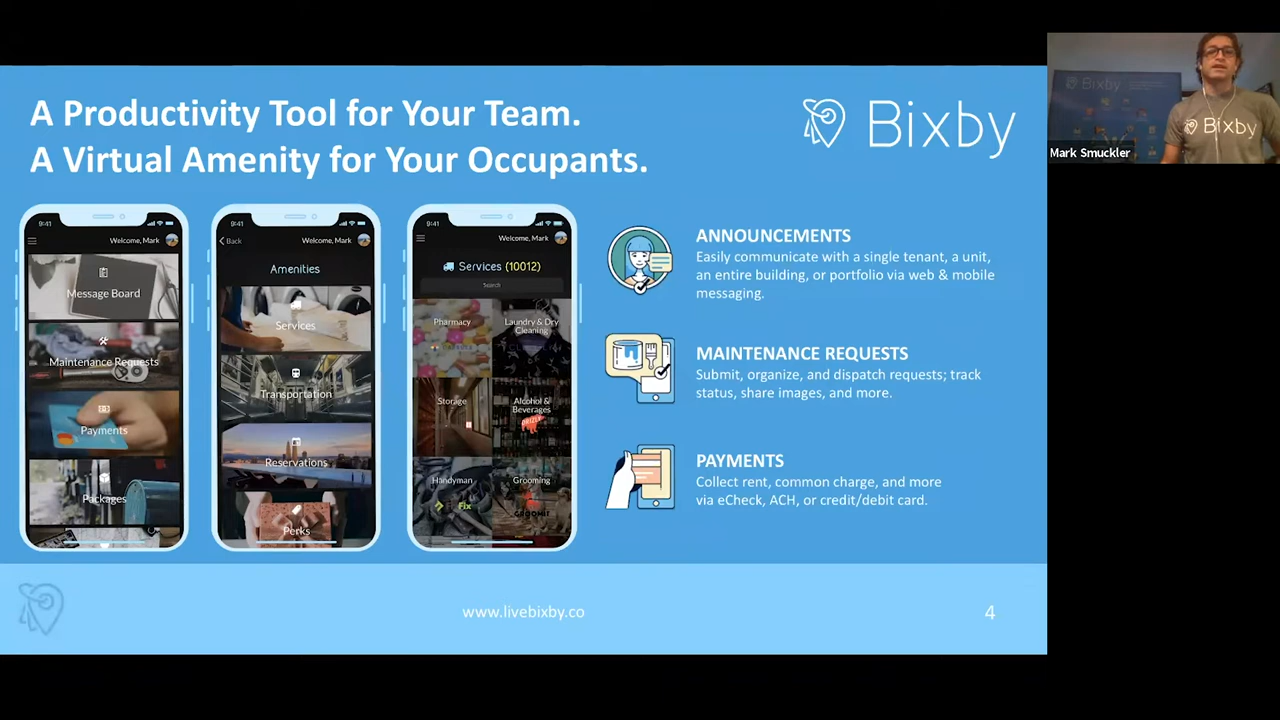 A Productivity Tool for Your Team.
A Virtual Amenity for Your Occupants.
Bixby
Bixby
Bixby
Mark Smuckler
9:41
Welcome, Mark
Message Board
Maintenance Requests
Payments
Packages
9:41
Back
Welcome, Mark
Amenities
Services
Transportation
Reservations
Perks
9:41
Welcome, Mark
Services (10012)
Search
Pharmacy
Laundry & Dry
Cleaning
Storage
Alcohol &
Beverages
DRIZLY
Handyman
Fix
Grooming
ANNOUNCEMENTS
Easily communicate with a single tenant, a unit,
an entire building, or portfolio via web & mobile
messaging.
MAINTENANCE REQUESTS
Submit, organize, and dispatch requests; track
status, share images, and more.
PAYMENTS
Collect rent, common charge, and more
via eCheck, ACH, or credit/debit card.
www.livebixby.co
4